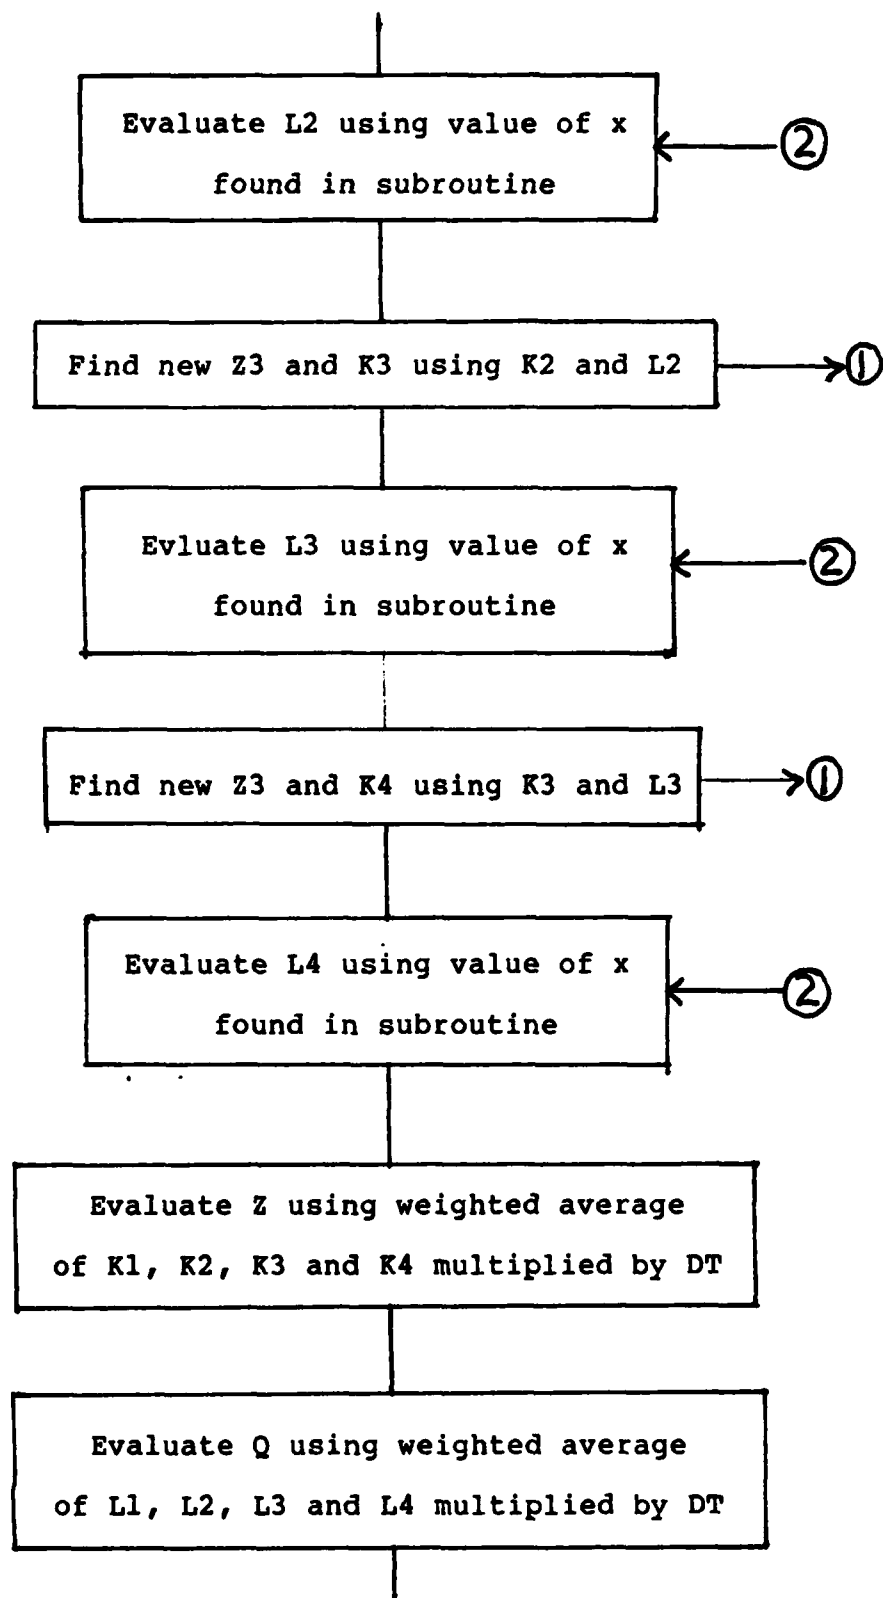 Evaluate L2 using value of x
found in subroutine
②
Find new Z3 and K3 using K2 and L2
①
Evluate L3 using value of x
found in subroutine
②
Find new Z3 and K4 using K3 and L3
①
Evaluate L4 using value of x
found in subroutine
②
Evaluate Z using weighted average
of K1, K2, K3 and K4 multiplied by DT
Evaluate Q using weighted average
of L1, L2, L3 and L4 multiplied by DT